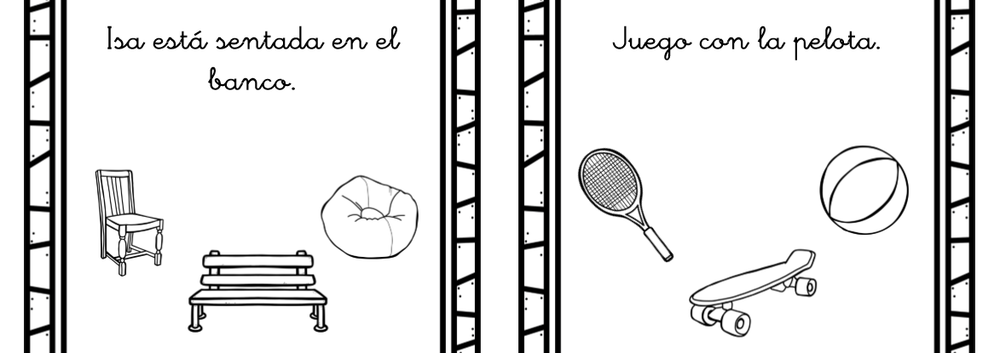 Isa está sentada en el
banco.
Juego con la pelota.